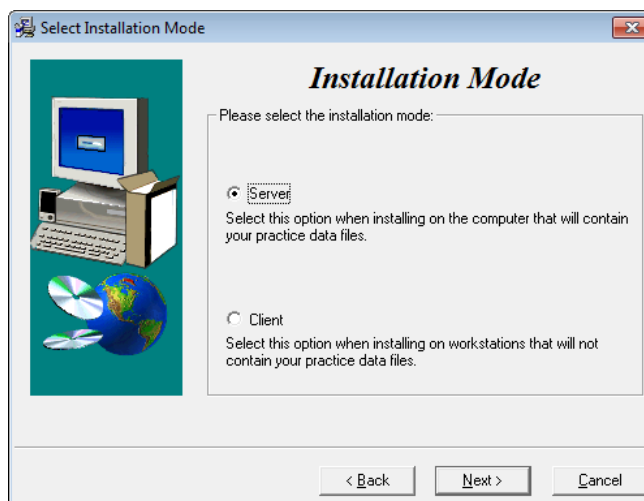 Select Installation Mode
Installation Mode
Please select the installation mode:
Server
Select this option when installing on the computer that will contain
your practice data files.
Client
Select this option when installing on workstations that will not
contain your practice data files.
< Back
Next >
Cancel